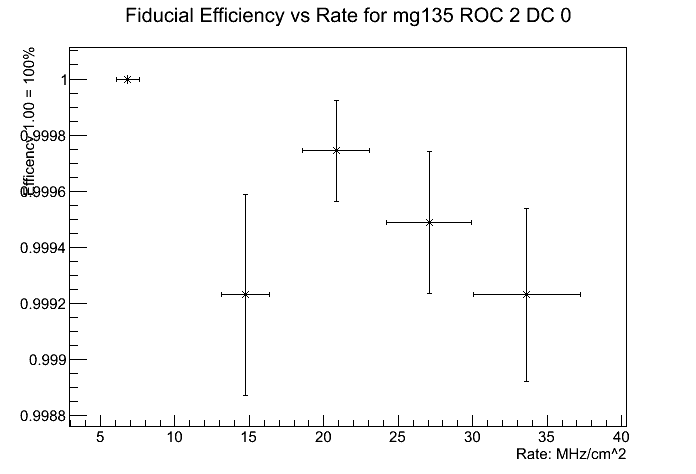 Fiducial Efficiency vs Rate for mg135 ROC 2 DC 0
Efficency 1.00 = 100%
1
0.9998
0.9996
0.9994
0.9992
0.999
0.9988
5 10 15 20 25 30 35 40
Rate: MHz/cm^2